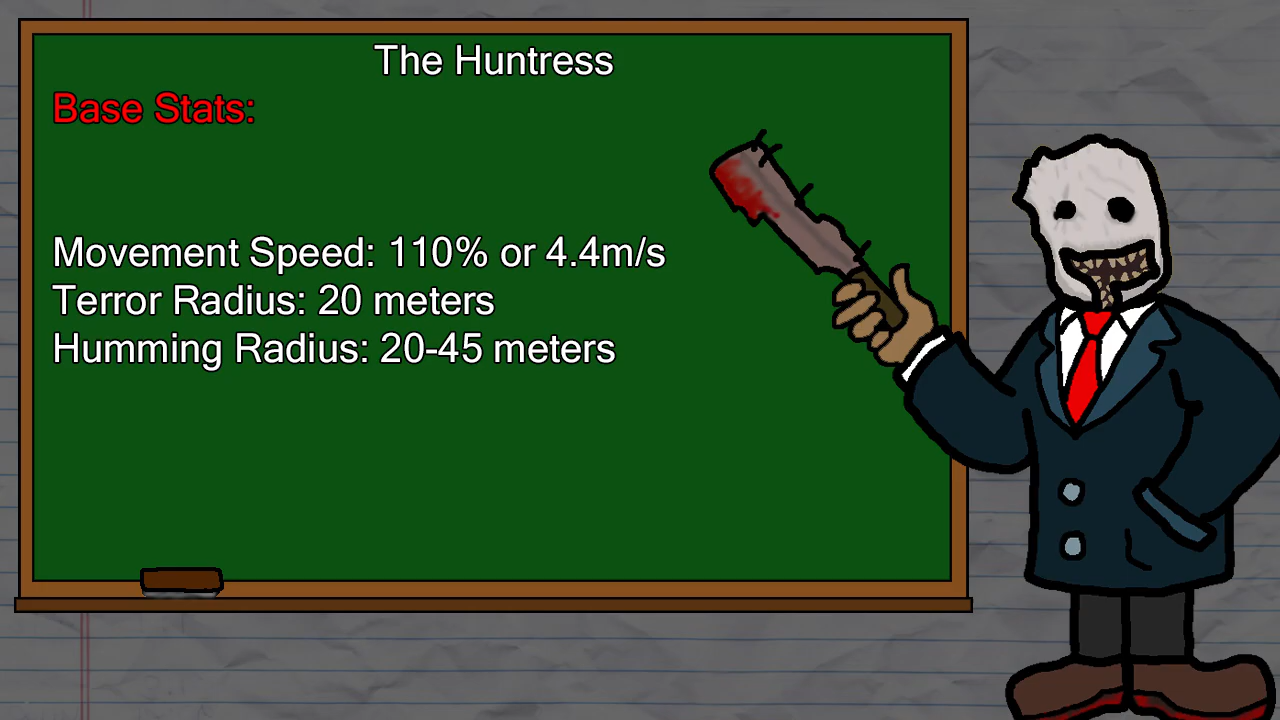 The Huntress
Base Stats:
Movement Speed: 110% or 4.4m/s
Terror Radius: 20 meters
Humming Radius: 20-45 meters